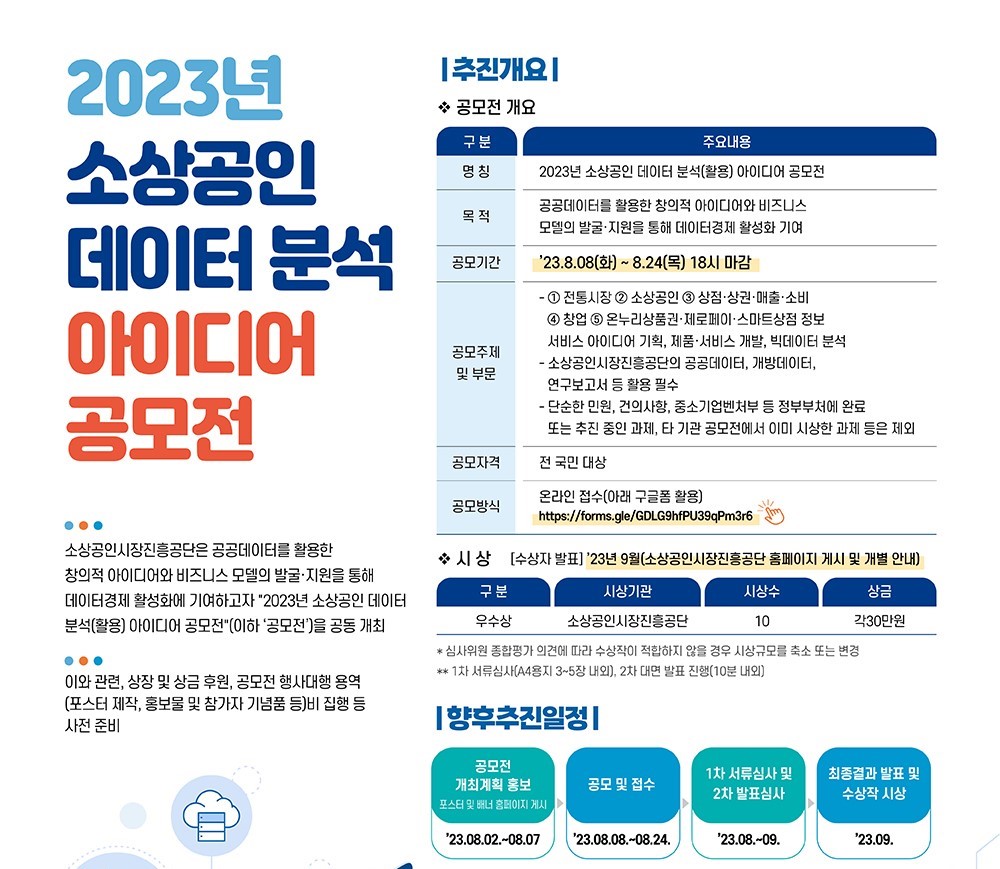 2023년
소상공인
데이터 분석
아이디어
공모전
소상공인시장진흥공단은 공공데이터를 활용한
창의적 아이디어와 비즈니스 모델의 발굴·지원을 통해
데이터경제 활성화에 기여하고자 "2023년 소상공인 데이터
분석(활용) 아이디어 공모전"(이하 '공모전')을 공동 개최
이와 관련, 상장 및 상금 후원, 공모전 행사대행 용역
(포스터 제작, 홍보물 및 참가자 기념품 등)비 집행 등
사전 준비
|추진개요|
❖ 공모전 개요
구 분 주요내용
명 칭 2023년 소상공인 데이터 분석(활용) 아이디어 공모전
목 적 공공데이터를 활용한 창의적 아이디어와 비즈니스
모델의 발굴·지원을 통해 데이터경제 활성화 기여
공모기간 '23.8.08(화) ~ 8.24(목) 18시 마감
공모주제
및 부문
- ① 전통시장 ② 소상공인 ③ 상점·상권·매출·소비
④ 창업 ⑤ 온누리상품권·제로페이·스마트상점 정보
서비스 아이디어 기획, 제품·서비스 개발, 빅데이터 분석
- 소상공인시장진흥공단의 공공데이터, 개방데이터,
연구보고서 등 활용 필수
- 단순한 민원, 건의사항, 중소기업벤처부 등 정부부처에 완료
또는 추진 중인 과제, 타 기관 공모전에서 이미 시상한 과제 등은 제외
공모자격 전 국민 대상
공모방식 온라인 접수(아래 구글폼 활용)
https://forms.gle/GDLG9hfPU39qPm3r6
❖ 시 상 [수상자 발표] '23년 9월(소상공인시장진흥공단 홈페이지 게시 및 개별 안내)
구 분 시상기관 시상수 상금
우수상 소상공인시장진흥공단 10 각30만원
* 심사위원 종합평가 의견에 따라 수상작이 적합하지 않을 경우 시상규모를 축소 또는 변경
** 1차 서류심사(A4용지 3~5장 내외), 2차 대면 발표 진행(10분 내외)
|향후추진일정|
공모전
개최계획 홍보
포스터 및 배너 홈페이지 게시
'23.08.02.~08.07
공모 및 접수
'23.08.08.~08.24.
1차 서류심사 및
2차 발표심사
'23.08.~09.
최종결과 발표 및
수상작 시상
'23.09.